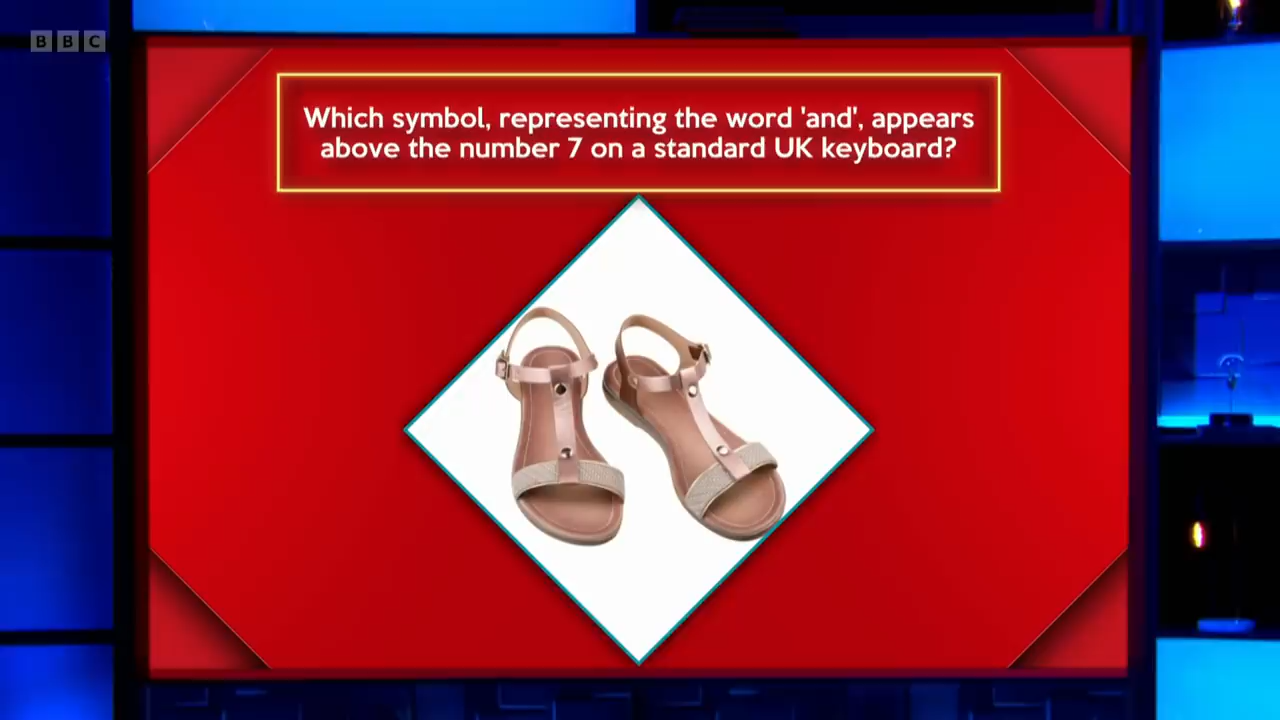 BBC
Which symbol, representing the word 'and', appears
above the number 7 on a standard UK keyboard?